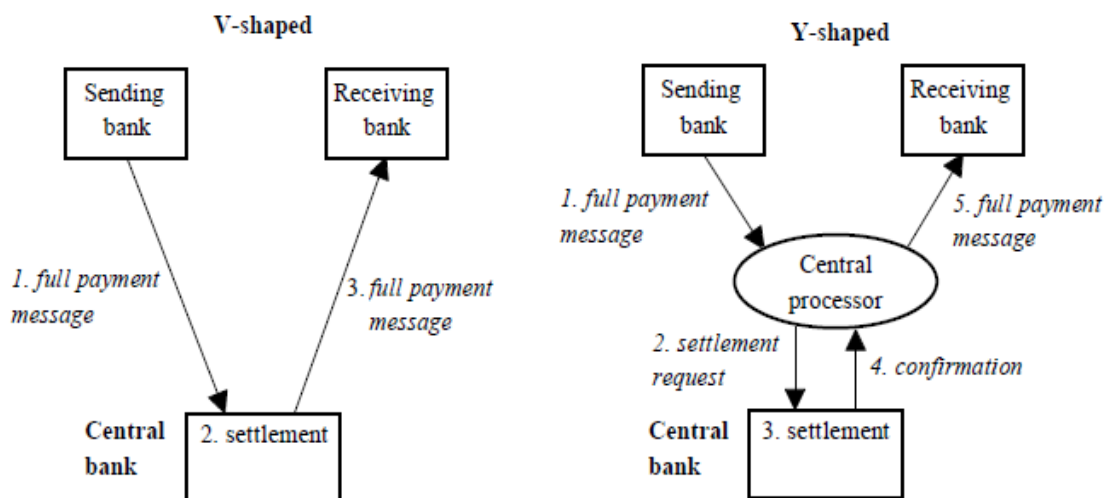 V-shaped
Sending
bank
Receiving
bank
1. full payment
message
3. full payment
message
Central
bank
2. settlement
Y-shaped
Sending
bank
Receiving
bank
1. full payment
message
5. full payment
message
Central
processor
2. settlement
request
4. confirmation
Central
bank
3. settlement